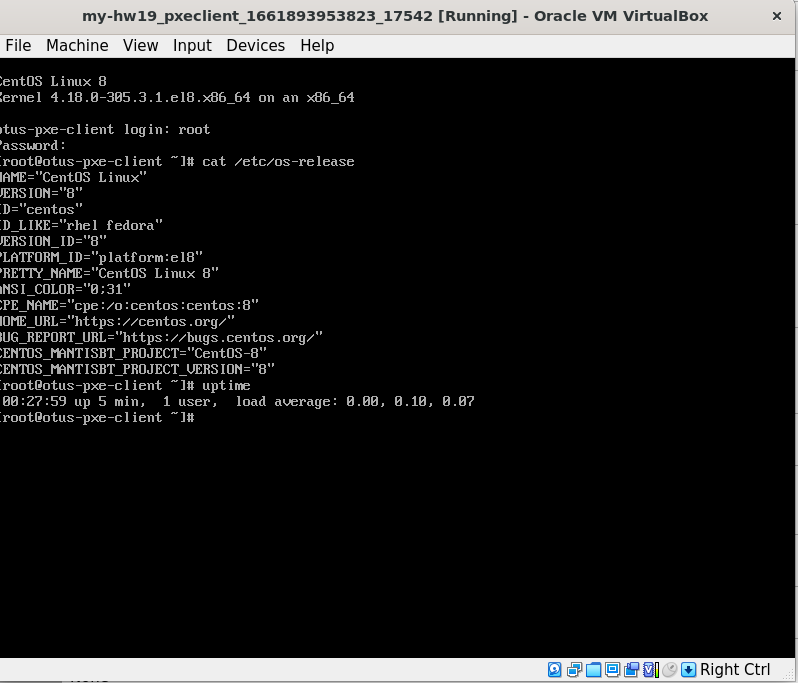 my-hw19_pxeclient_1661893953823_17542 [Running] - Oracle VM VirtualBox
File Machine View Input Devices Help
CentOS Linux 8
Kernel 4.18.0-305.3.1.el8.x86_64 on an x86_64
otus-pxe-client login: root
Password:
[root@otus-pxe-client ~]# cat /etc/os-release
NAME="CentOS Linux"
VERSION="8"
ID="centos"
ID_LIKE="rhel fedora"
VERSION_ID="8"
PLATFORM_ID="platform:el8"
PRETTY_NAME="CentOS Linux 8"
ANSI_COLOR="0;31"
CPE_NAME="cpe:/o:centos:centos:8"
HOME_URL="https://centos.org/"
BUG_REPORT_URL="https://bugs.centos.org/"
CENTOS_MANTISBT_PROJECT="CentOS-8"
CENTOS_MANTISBT_PROJECT_VERSION="8"
[root@otus-pxe-client ~]# uptime
00:27:59 up 5 min,  1 user,  load average: 0.00, 0.10, 0.07
[root@otus-pxe-client ~]#
Right Ctrl